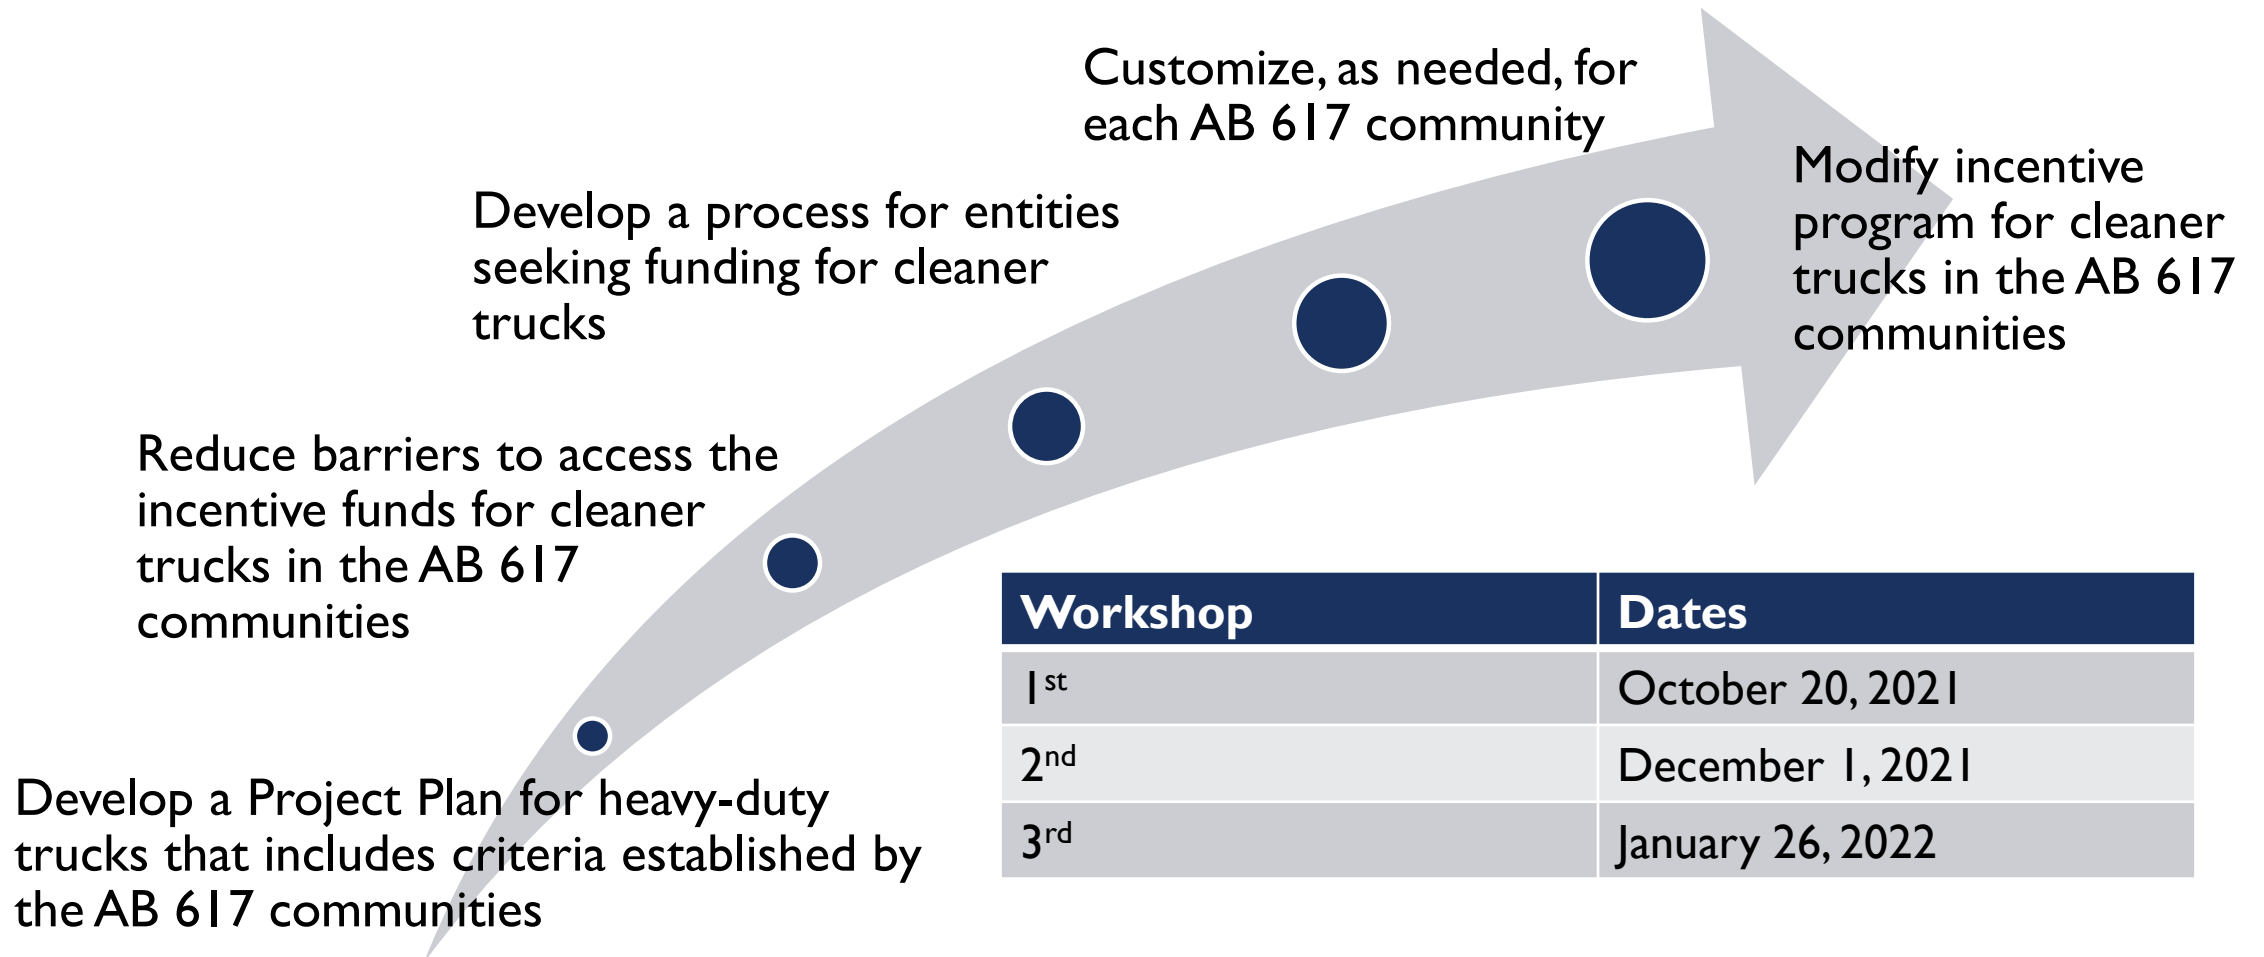 Customize, as needed, for
each AB 617 community
Modify incentive
program for cleaner
trucks in the AB 617
communities
Develop a process for entities
seeking funding for cleaner
trucks
Reduce barriers to access the
incentive funds for cleaner
trucks in the AB 617
communities
Develop a Project Plan for heavy-duty
trucks that includes criteria established by
the AB 617 communities
Workshop Dates
1st October 20, 2021
2nd December 1, 2021
3rd January 26, 2022